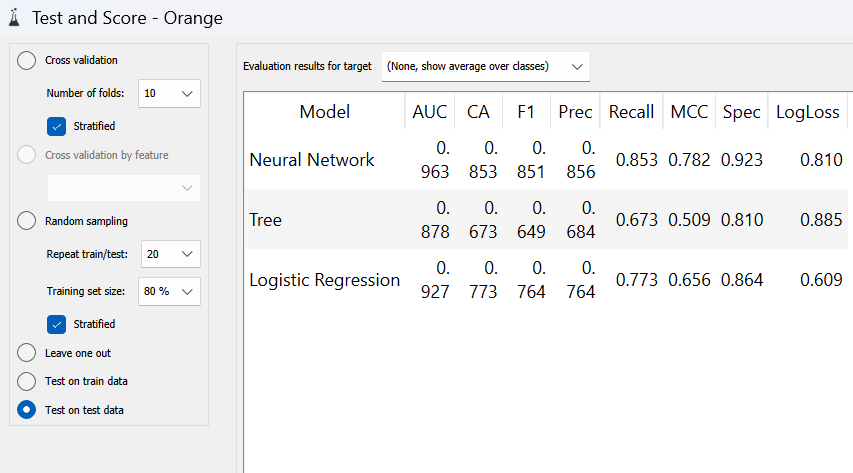 Test and Score - Orange
Cross validation
Number of folds: 10
Stratified
Cross validation by feature
Random sampling
Repeat train/test: 20
Training set size: 80 %
Stratified
Leave one out
Test on train data
Test on test data
Evaluation results for target (None, show average over classes)
Model AUC CA F1 Prec Recall MCC Spec LogLoss
Neural Network 0.963 0.853 0.851 0.856 0.853 0.782 0.923 0.810
Tree 0.878 0.673 0.649 0.684 0.673 0.509 0.810 0.885
Logistic Regression 0.927 0.773 0.764 0.764 0.773 0.656 0.864 0.609